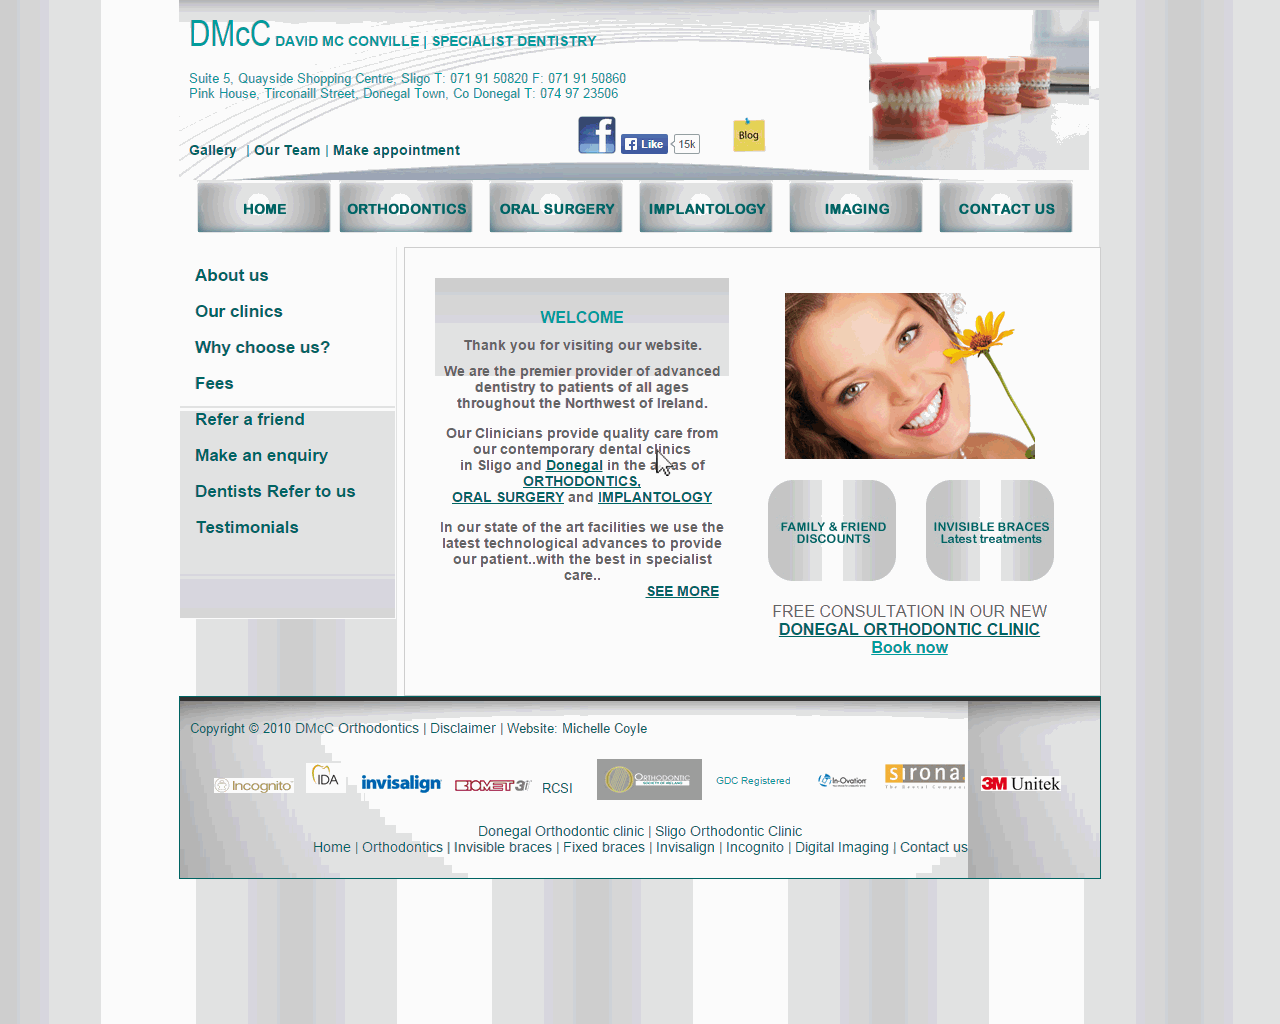 DMcC DAVID MC CONVILLE | SPECIALIST DENTISTRY
Suite 5, Quayside Shopping Centre, Sligo T: 071 91 50820 F: 071 91 50860
Pink House, Tirconaill Street, Donegal Town, Co Donegal T: 074 97 23506
Gallery | Our Team | Make appointment
f Like 15k
Blog
HOME ORTHODONTICS ORAL SURGERY IMPLANTOLOGY IMAGING CONTACT US
About us
Our clinics
Why choose us?
Fees
Refer a friend
Make an enquiry
Dentists Refer to us
Testimonials
WELCOME
Thank you for visiting our website.
We are the premier provider of advanced
dentistry to patients of all ages
throughout the Northwest of Ireland.
Our Clinicians provide quality care from
our contemporary dental clinics
in Sligo and Donegal in the areas of
ORTHODONTICS,
ORAL SURGERY and IMPLANTOLOGY
In our state of the art facilities we use the
latest technological advances to provide
our patient..with the best in specialist
care..
SEE MORE
FAMILY & FRIEND
DISCOUNTS
INVISIBLE BRACES
Latest treatments
FREE CONSULTATION IN OUR NEW
DONEGAL ORTHODONTIC CLINIC
Book now
Copyright © 2010 DMcC Orthodontics | Disclaimer | Website: Michelle Coyle
Incognito IDA invisalign BIOMET 3i RCSI ORTHODONTIC SOCIETY OF IRELAND GDC Registered In-Ovation sirona. The Dental Company 3M Unitek
Donegal Orthodontic clinic | Sligo Orthodontic Clinic
Home | Orthodontics | Invisible braces | Fixed braces | Invisalign | Incognito | Digital Imaging | Contact us